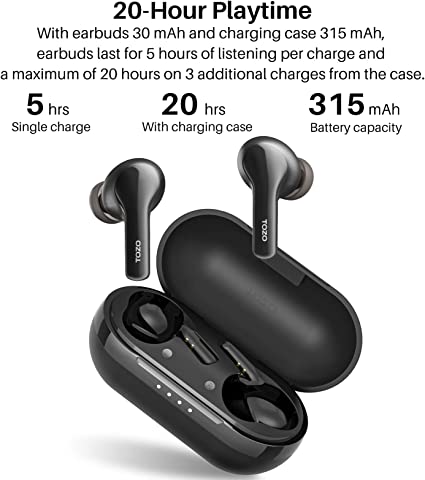 20-Hour Playtime
With earbuds 30 mAh and charging case 315 mAh,
earbuds last for 5 hours of listening per charge and
a maximum of 20 hours on 3 additional charges from the case.
5 hrs
Single charge
20 hrs
With charging case
315 mAh
Battery capacity
TOZO
TOZO